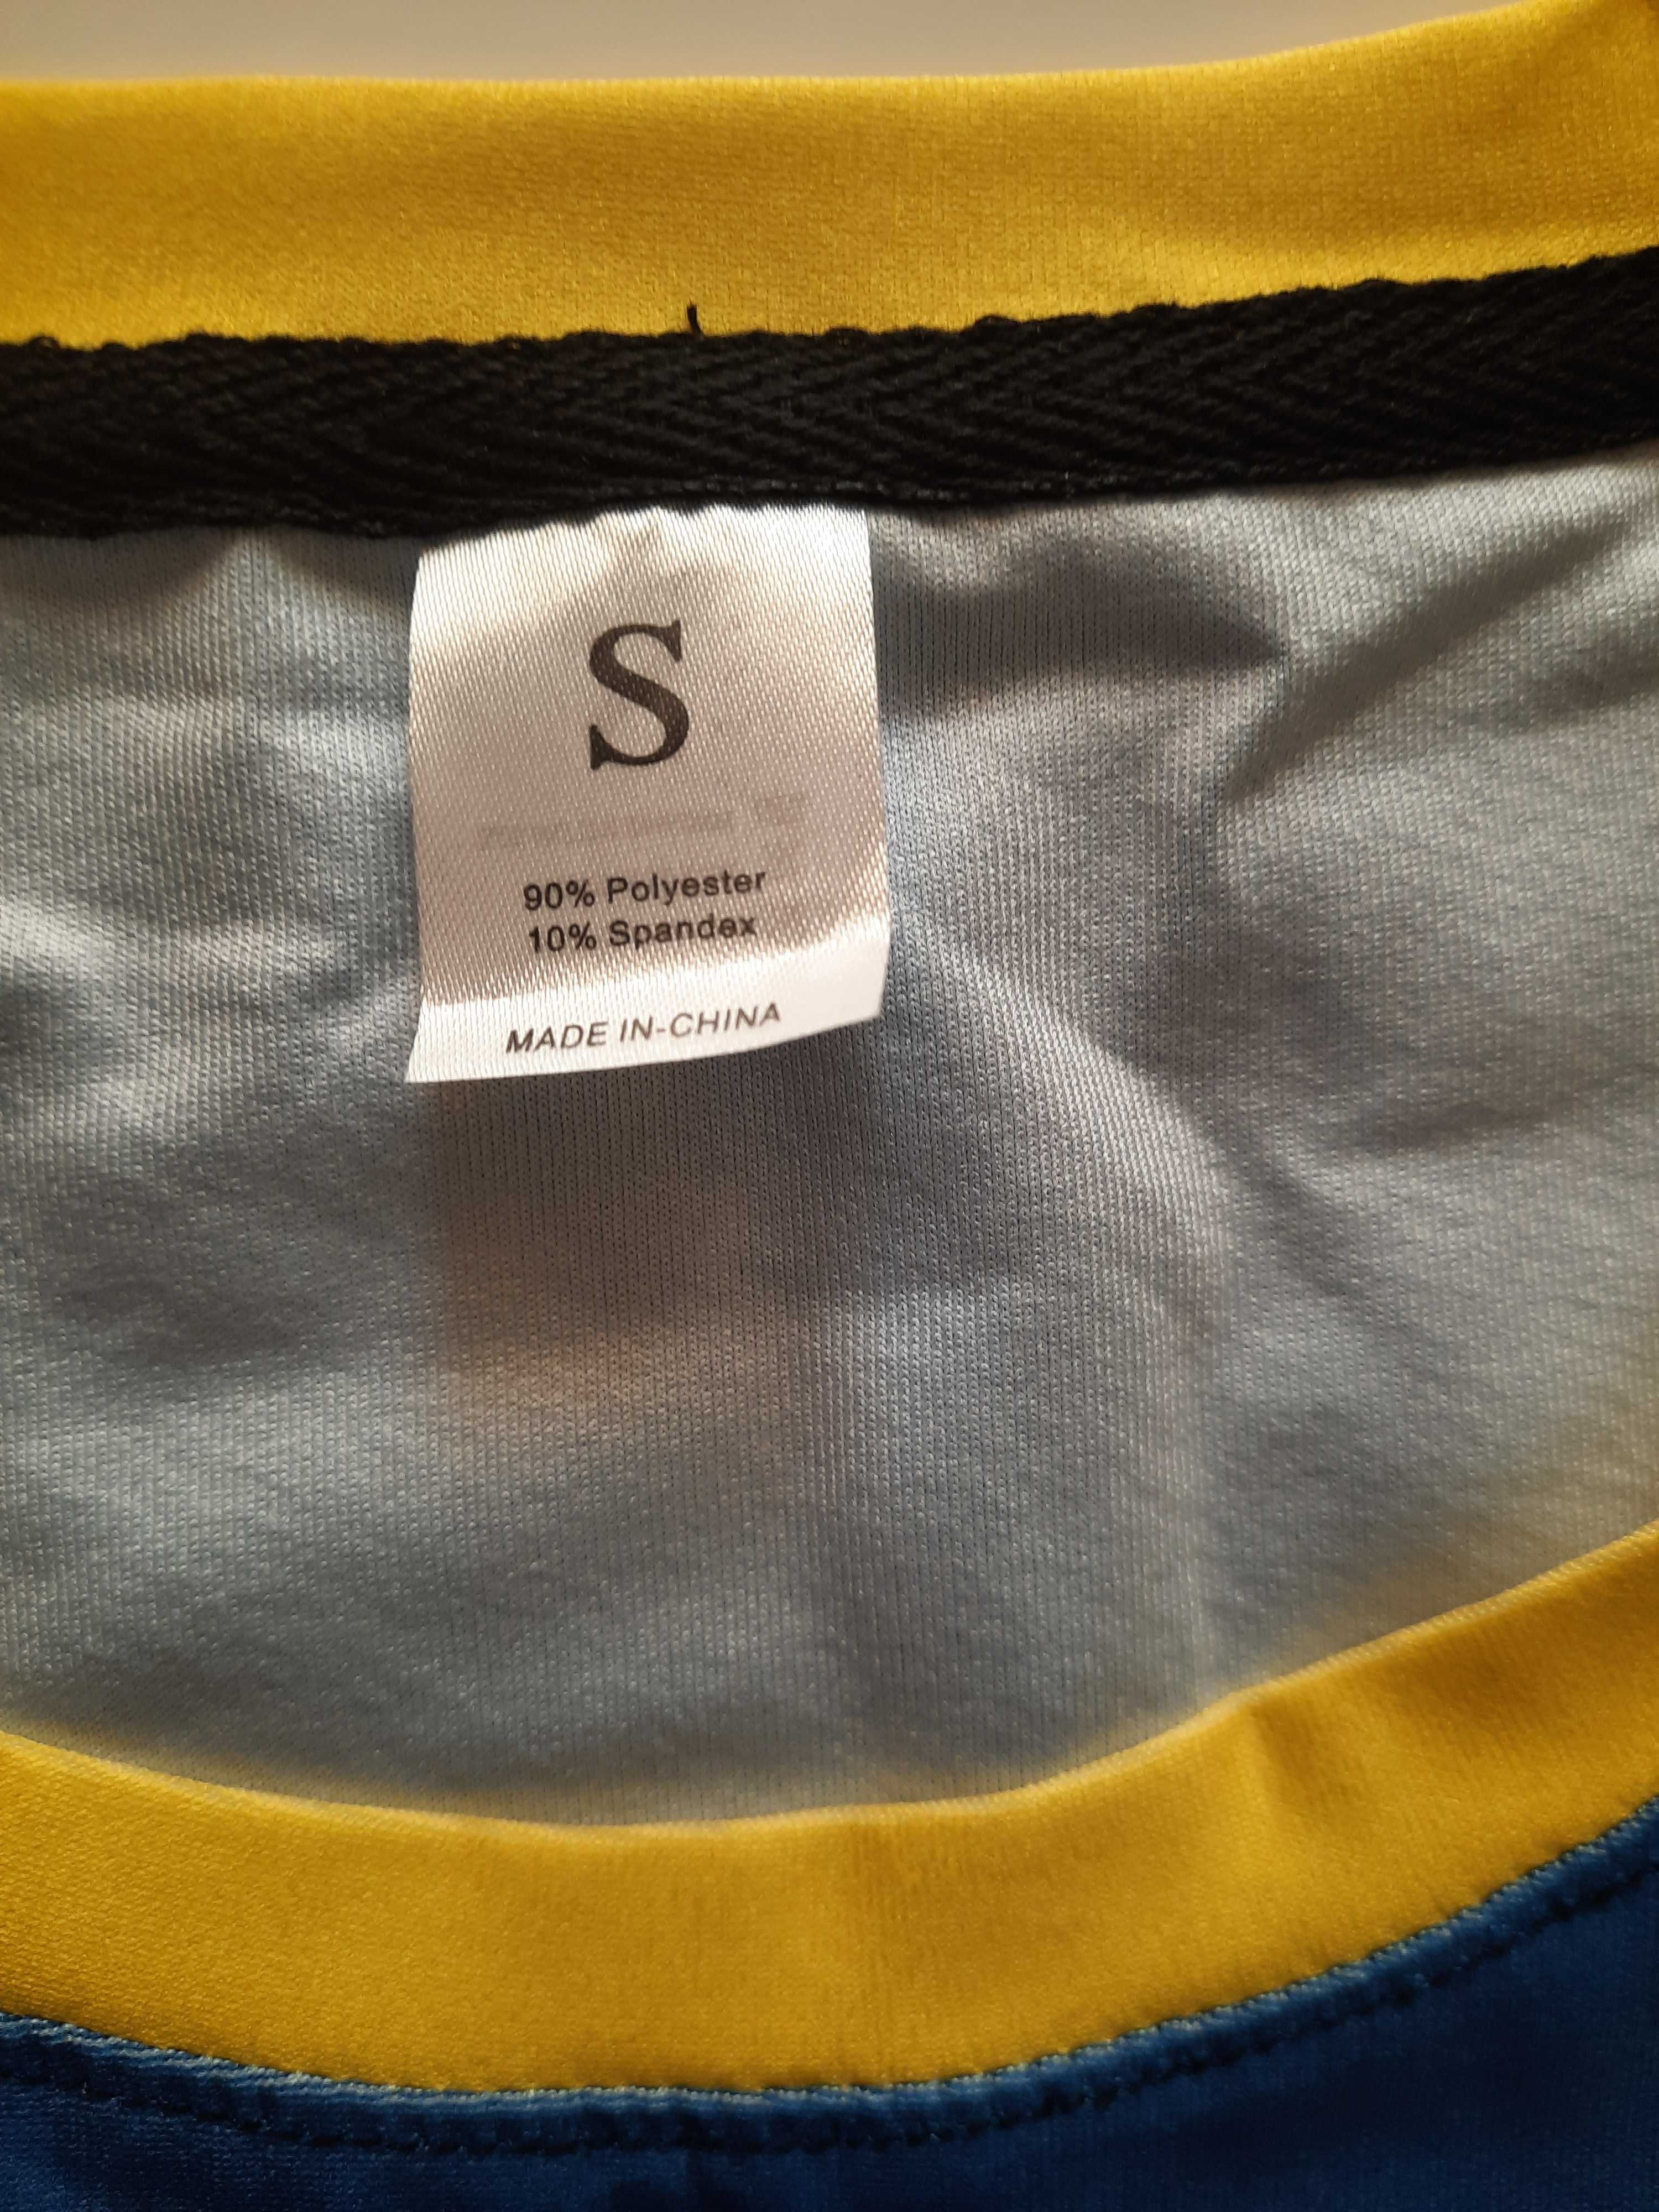 S
90% Polyester
10% Spandex
MADE IN-CHINA